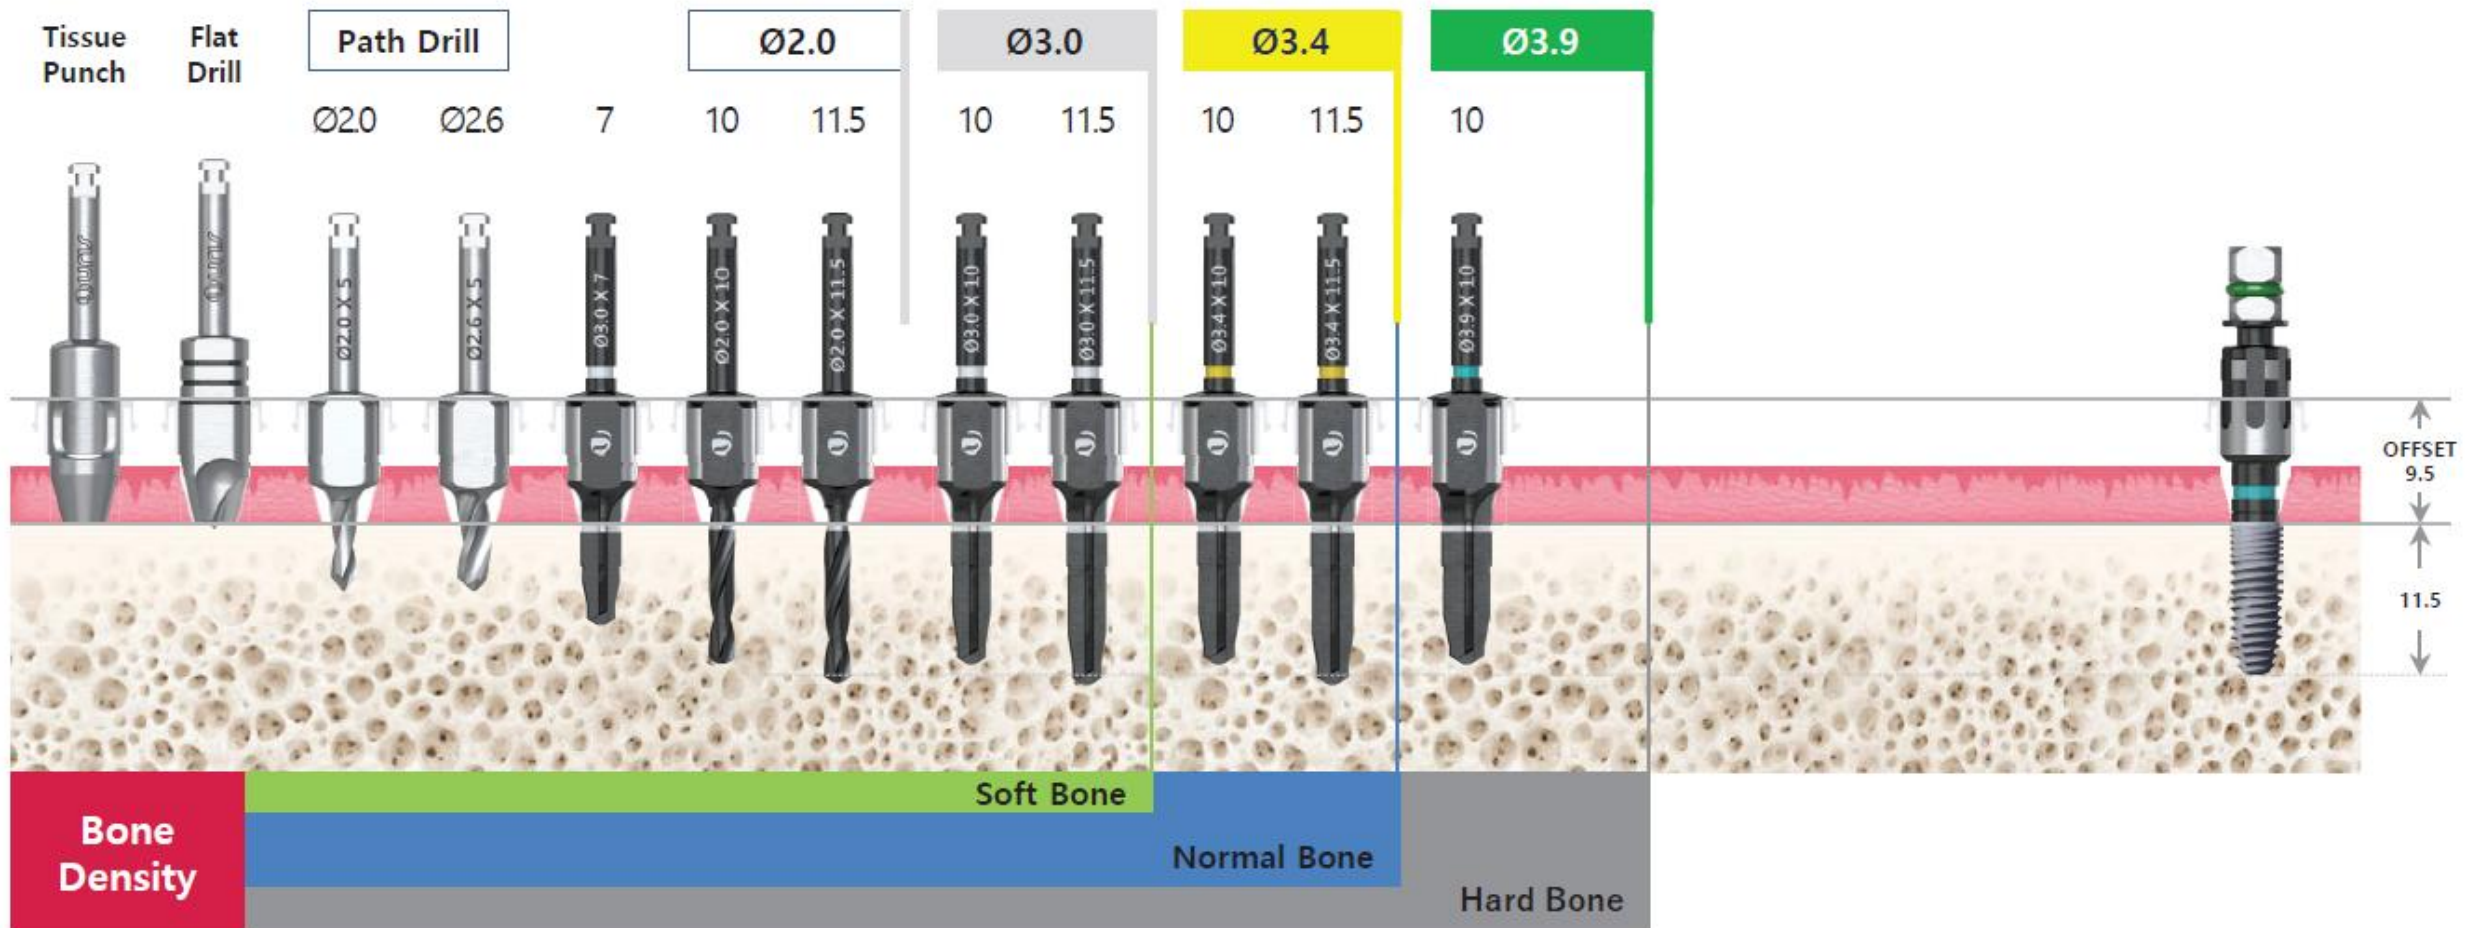 Tissue
Punch
Flat
Drill
Path Drill
Ø2.0
Ø3.0
Ø3.4
Ø3.9
Ø2.0
Ø2.6
7
10
11.5
10
11.5
10
11.5
10
Ø2.0 X 5
Ø2.6 X 5
Ø3.0 X 7
Ø2.0 X 10
Ø2.0 X 11.5
Ø3.0 X 10
Ø3.0 X 11.5
Ø3.4 X 10
Ø3.4 X 11.5
Ø3.9 X 10
OFFSET
9.5
11.5
Bone
Density
Soft Bone
Normal Bone
Hard Bone